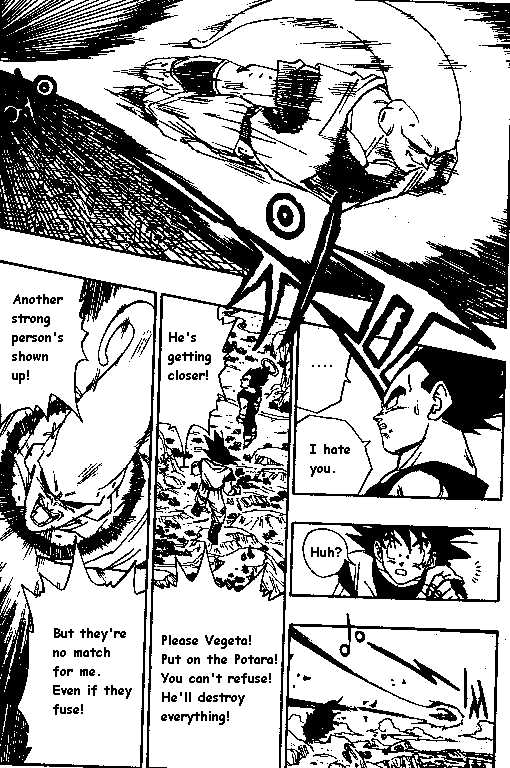 ....
I hate
you.
Huh?
He's
getting
closer!
Please Vegeta!
Put on the Potara!
You can't refuse!
He'll destroy
everything!
Another
strong
person's
shown
up!
But they're
no match
for me.
Even if they
fuse!